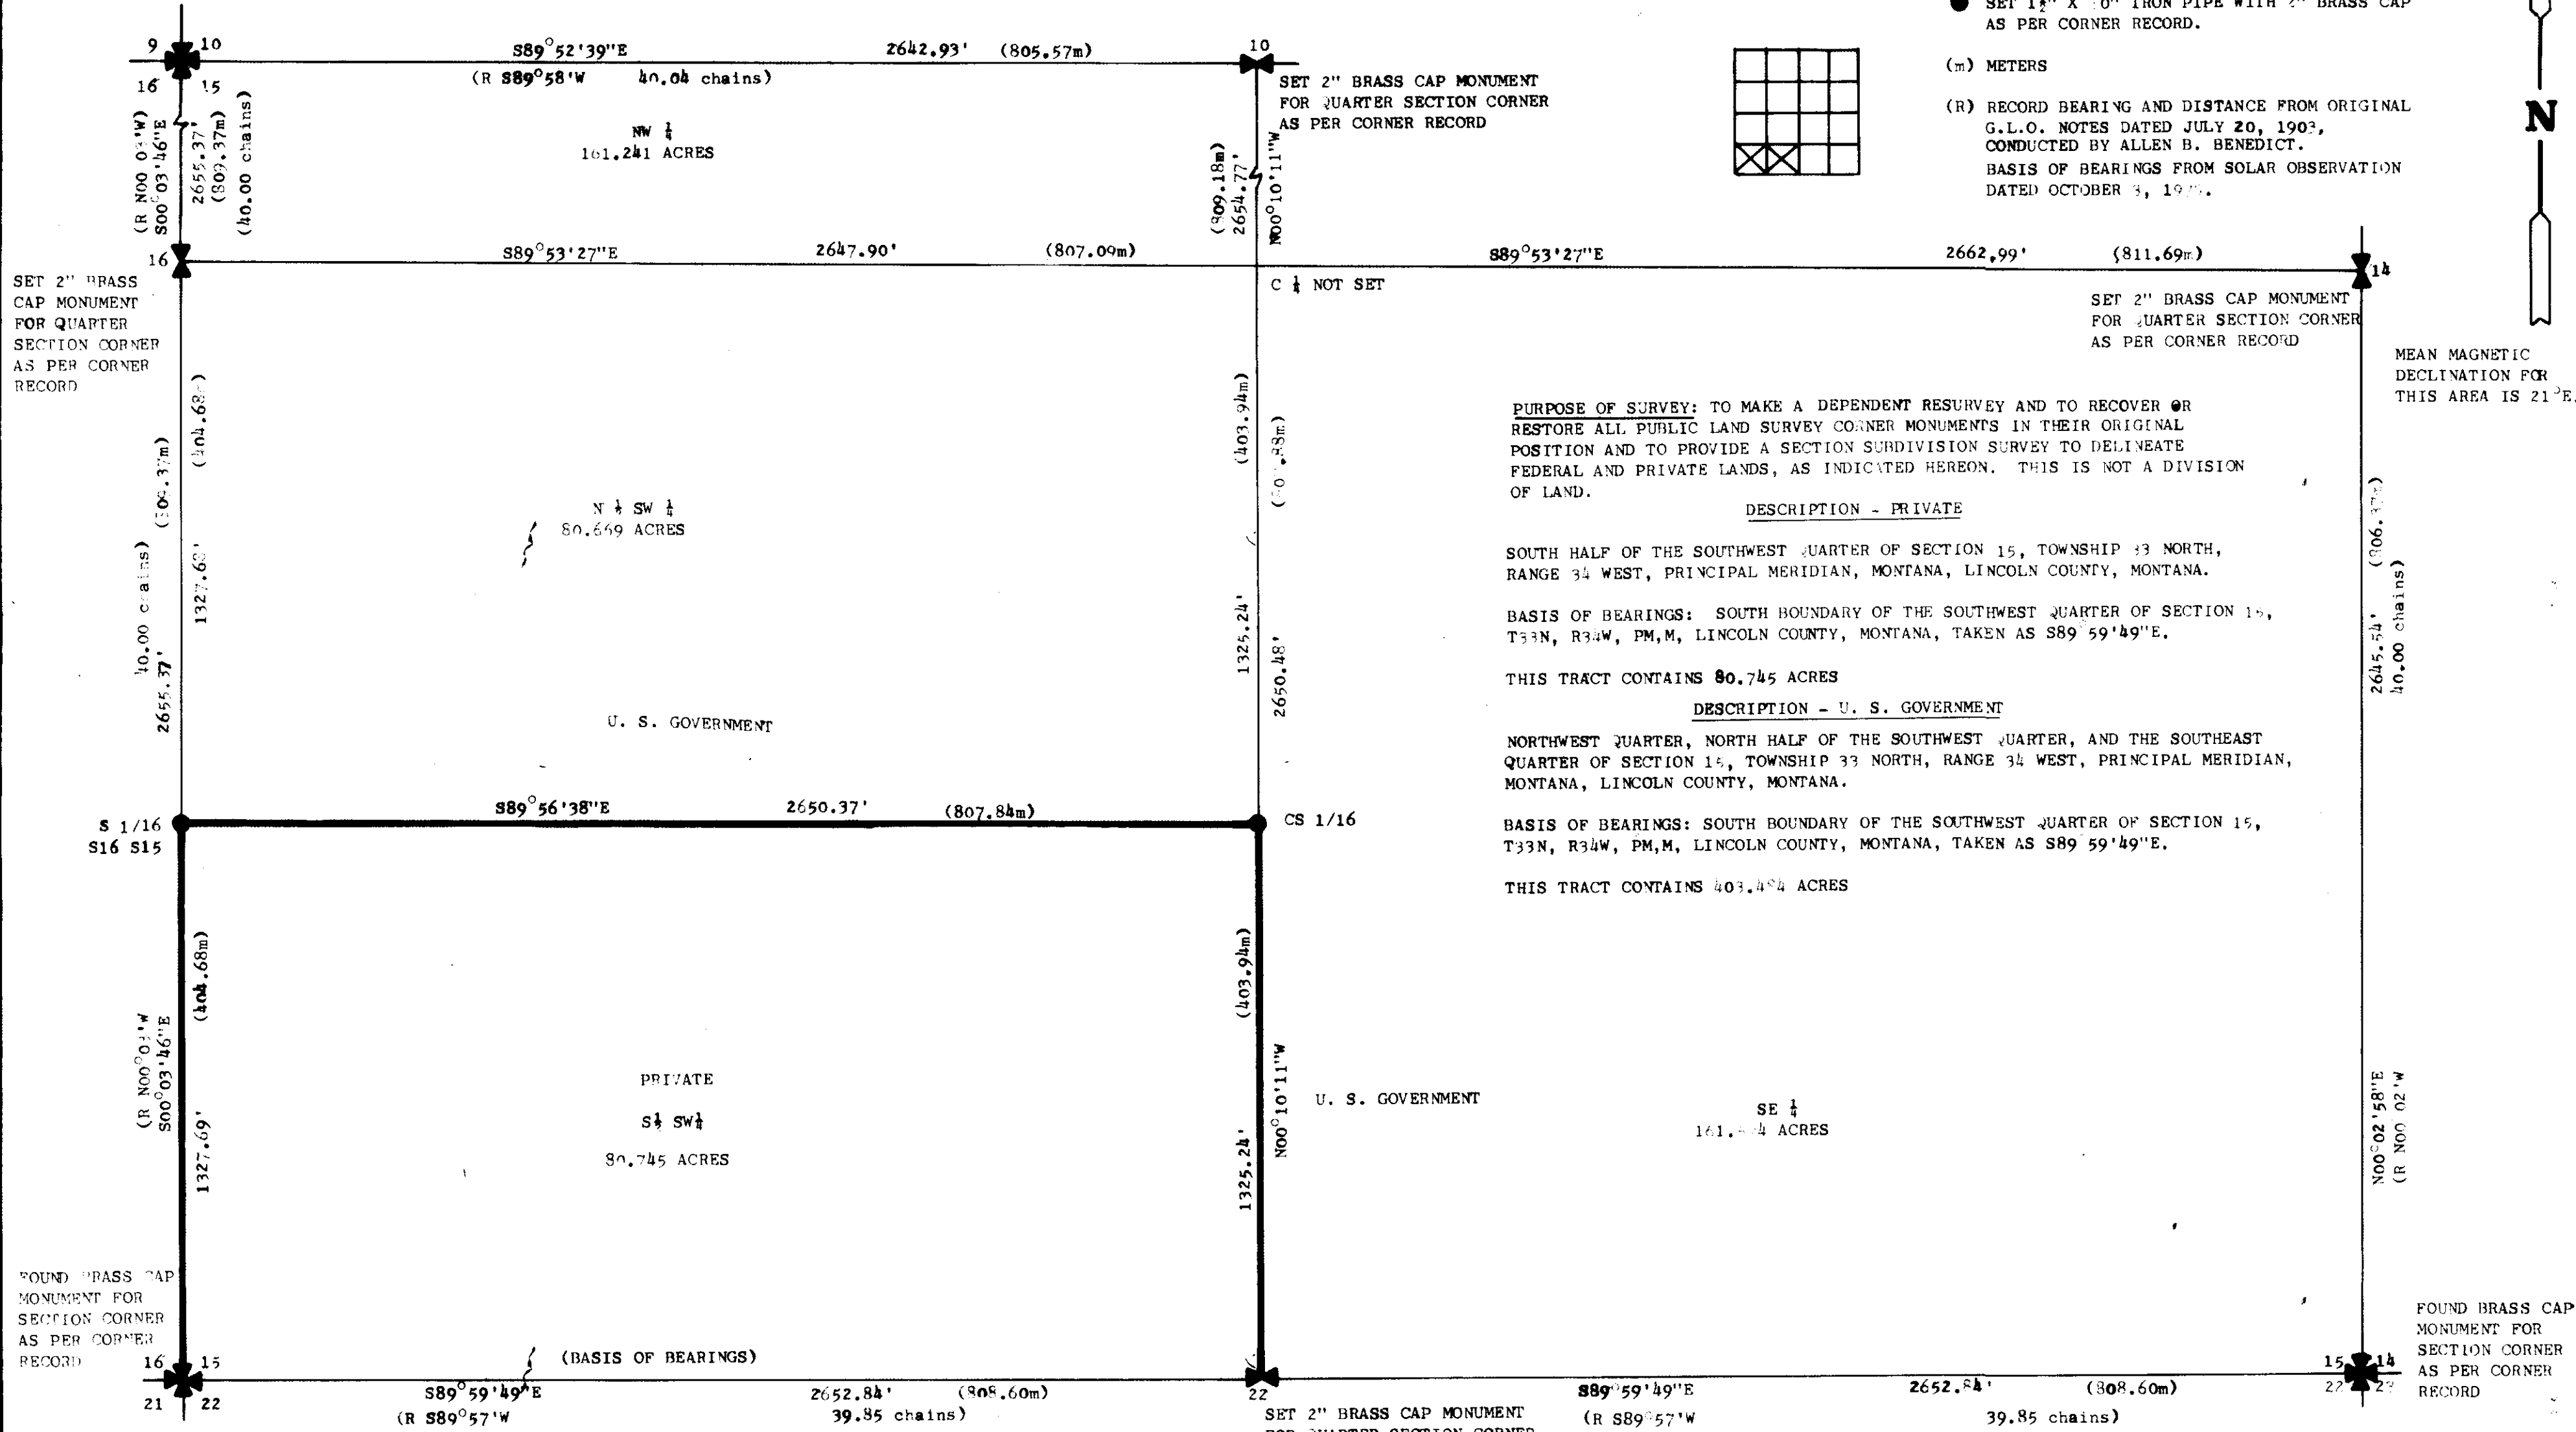 AS PER CORNER RECORD.
(m) METERS
(R) RECORD BEARING AND DISTANCE FROM ORIGINAL
G.L.O. NOTES DATED JULY 20, 1903,
CONDUCTED BY ALLEN B. BENEDICT.
BASIS OF BEARINGS FROM SOLAR OBSERVATION
DATED OCTOBER
N
MEAN MAGNETIC
DECLINATION FOR
THIS AREA IS 21°E.
9 10
16 15
S89°52'39"E 2642.93' (805.57m)
(R S89°58'W 40.04 chains)
10
SET 2" BRASS CAP MONUMENT
FOR QUARTER SECTION CORNER
AS PER CORNER RECORD
(R N00 03'W)
S00°03'46"E
2655.37'
(809.37m)
(40.00 chains)
NW ¼
161.241 ACRES
(809.18m)
2654.77'
N00°10'11"W
16
S89°53'27"E 2647.90' (807.09m)
S89°53'27"E 2662.99' (811.69m)
14
SET 2" BRASS
CAP MONUMENT
FOR QUARTER
SECTION CORNER
AS PER CORNER
RECORD
C ¼ NOT SET
SET 2" BRASS CAP MONUMENT
FOR QUARTER SECTION CORNER
AS PER CORNER RECORD
(809.37m)
40.00 chains)
2655.37'
(404.68m)
1327.68'
N ½ SW ¼
80.669 ACRES
U. S. GOVERNMENT
(403.94m)
1325.24'
2650.48'
PURPOSE OF SURVEY: TO MAKE A DEPENDENT RESURVEY AND TO RECOVER OR
RESTORE ALL PUBLIC LAND SURVEY CORNER MONUMENTS IN THEIR ORIGINAL
POSITION AND TO PROVIDE A SECTION SUBDIVISION SURVEY TO DELINEATE
FEDERAL AND PRIVATE LANDS, AS INDICATED HEREON. THIS IS NOT A DIVISION
OF LAND.
DESCRIPTION - PRIVATE
SOUTH HALF OF THE SOUTHWEST QUARTER OF SECTION 15, TOWNSHIP 33 NORTH,
RANGE 34 WEST, PRINCIPAL MERIDIAN, MONTANA, LINCOLN COUNTY, MONTANA.
BASIS OF BEARINGS: SOUTH BOUNDARY OF THE SOUTHWEST QUARTER OF SECTION 15,
T33N, R34W, PM,M, LINCOLN COUNTY, MONTANA, TAKEN AS S89°59'49"E.
THIS TRACT CONTAINS 80.745 ACRES
DESCRIPTION - U. S. GOVERNMENT
NORTHWEST QUARTER, NORTH HALF OF THE SOUTHWEST QUARTER, AND THE SOUTHEAST
QUARTER OF SECTION 15, TOWNSHIP 33 NORTH, RANGE 34 WEST, PRINCIPAL MERIDIAN,
MONTANA, LINCOLN COUNTY, MONTANA.
BASIS OF BEARINGS: SOUTH BOUNDARY OF THE SOUTHWEST QUARTER OF SECTION 15,
T33N, R34W, PM,M, LINCOLN COUNTY, MONTANA, TAKEN AS S89 59'49"E.
THIS TRACT CONTAINS ACRES
2645.54' (806.37m)
40.00 chains)
S89°56'38"E 2650.37' (807.84m)
S 1/16
S16 S15
CS 1/16
(404.68m)
(R N00°03'W
S00°03'46"E
1327.69'
PRIVATE
S½ SW¼
80.745 ACRES
(403.94m)
N00°10'11"W
1325.24'
U. S. GOVERNMENT
SE ¼
ACRES
N00°02'58"E
(R N00 02'W
FOUND BRASS CAP
MONUMENT FOR
SECTION CORNER
AS PER CORNER
RECORD
16 15
21 22
(BASIS OF BEARINGS)
S89°59'49"E 2652.84' (808.60m)
(R S89°57'W 39.85 chains)
22
SET 2" BRASS CAP MONUMENT
FOR QUARTER SECTION CORNER
S89°59'49"E 2652.84' (808.60m)
(R S89°57'W 39.85 chains)
15 14
22 23
FOUND BRASS CAP
MONUMENT FOR
SECTION CORNER
AS PER CORNER
RECORD